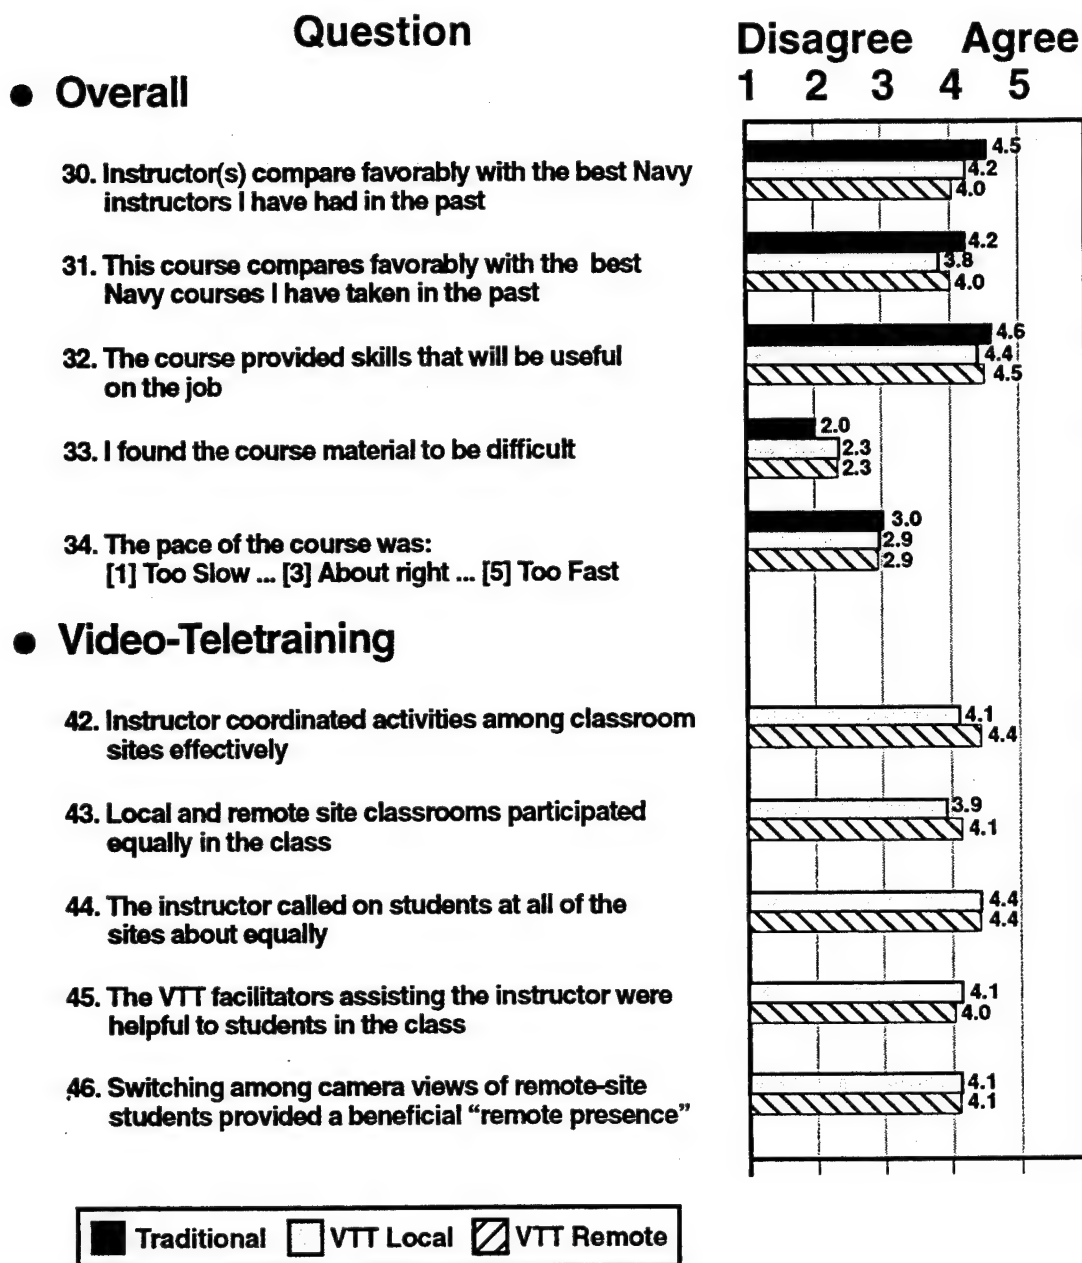 Question
Disagree Agree
1 2 3 4 5
● Overall
30. Instructor(s) compare favorably with the best Navy
instructors I have had in the past
4.5
4.2
4.0
31. This course compares favorably with the best
Navy courses I have taken in the past
4.2
3.8
4.0
32. The course provided skills that will be useful
on the job
4.6
4.4
4.5
33. I found the course material to be difficult
2.0
2.3
2.3
34. The pace of the course was:
[1] Too Slow ... [3] About right ... [5] Too Fast
3.0
2.9
2.9
● Video-Teletraining
42. Instructor coordinated activities among classroom
sites effectively
4.1
4.4
43. Local and remote site classrooms participated
equally in the class
3.9
4.1
44. The instructor called on students at all of the
sites about equally
4.4
4.4
45. The VTT facilitators assisting the instructor were
helpful to students in the class
4.1
4.0
46. Switching among camera views of remote-site
students provided a beneficial “remote presence”
4.1
4.1
Traditional VTT Local VTT Remote